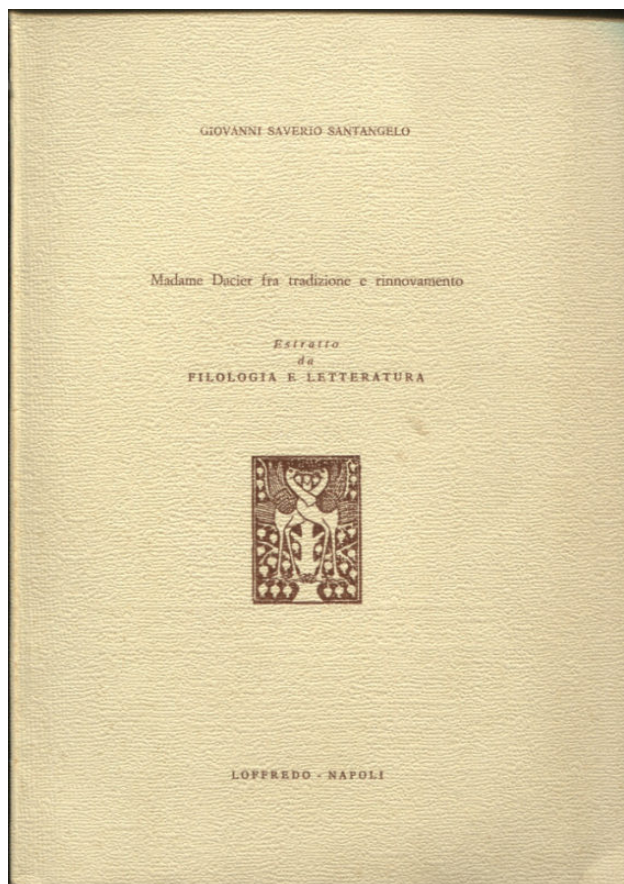 GIOVANNI SAVERIO SANTANGELO
Madame Dacier fra tradizione e rinnovamento
Estratto
da
FILOLOGIA E LETTERATURA
LOFFREDO - NAPOLI